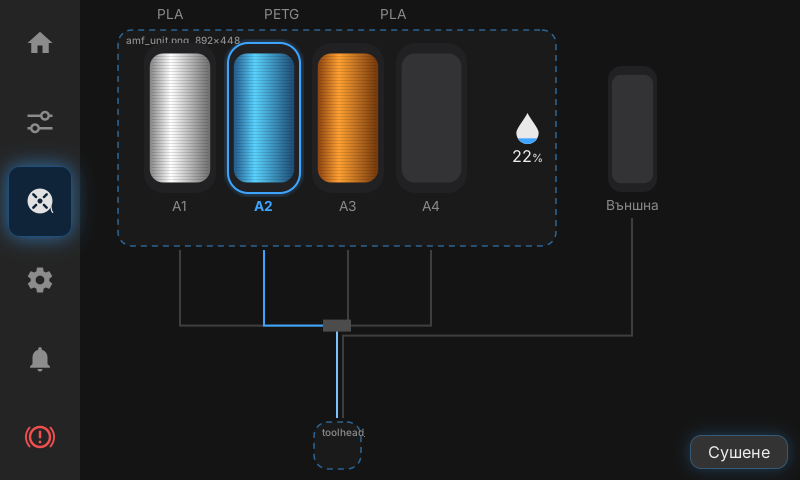 PLA PETG PLA
amf_unit.png 892×448
22%
A1 A2 A3 A4 Външна
toolhead
Сушене